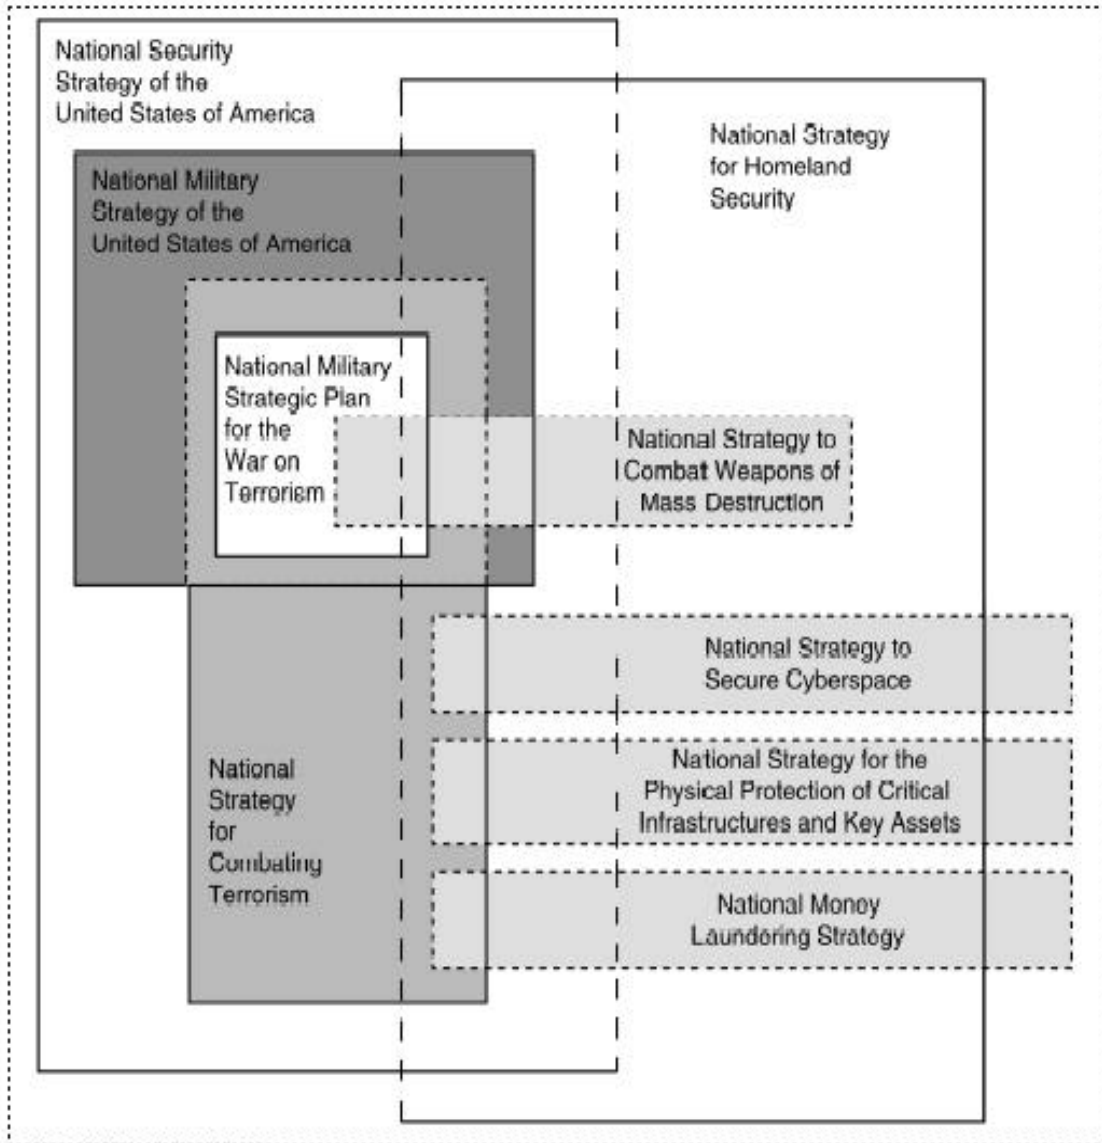 National Security
Strategy of the
United States of America
National Strategy
for Homeland
Security
National Military
Strategy of the
United States of America
National Military
Strategic Plan
for the
War on
Terrorism
National Strategy to
Combat Weapons of
Mass Destruction
National Strategy to
Secure Cyberspace
National Strategy for the
Physical Protection of Critical
Infrastructures and Key Assets
National
Strategy
for
Combating
Terrorism
National Money
Laundering Strategy